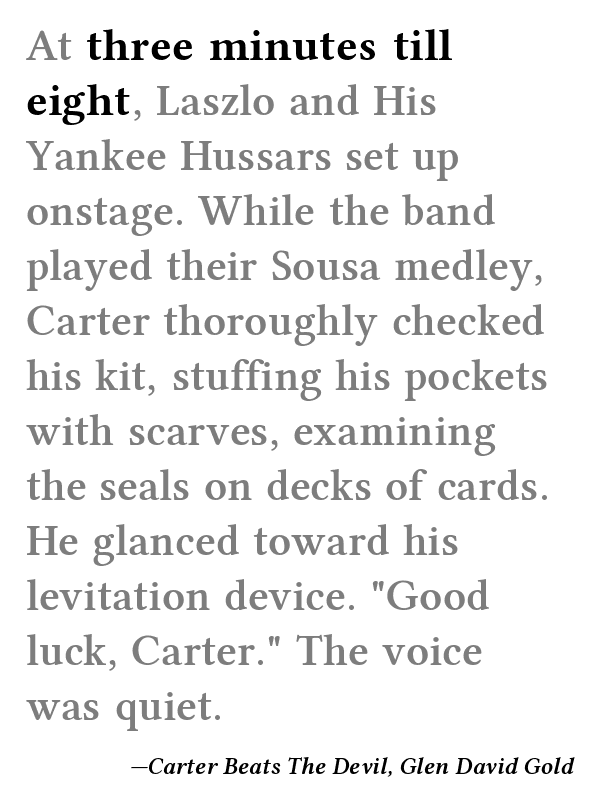 At three minutes till
eight, Laszlo and His
Yankee Hussars set up
onstage. While the band
played their Sousa medley,
Carter thoroughly checked
his kit, stuffing his pockets
with scarves, examining
the seals on decks of cards.
He glanced toward his
levitation device. "Good
luck, Carter." The voice
was quiet.
—Carter Beats The Devil, Glen David Gold